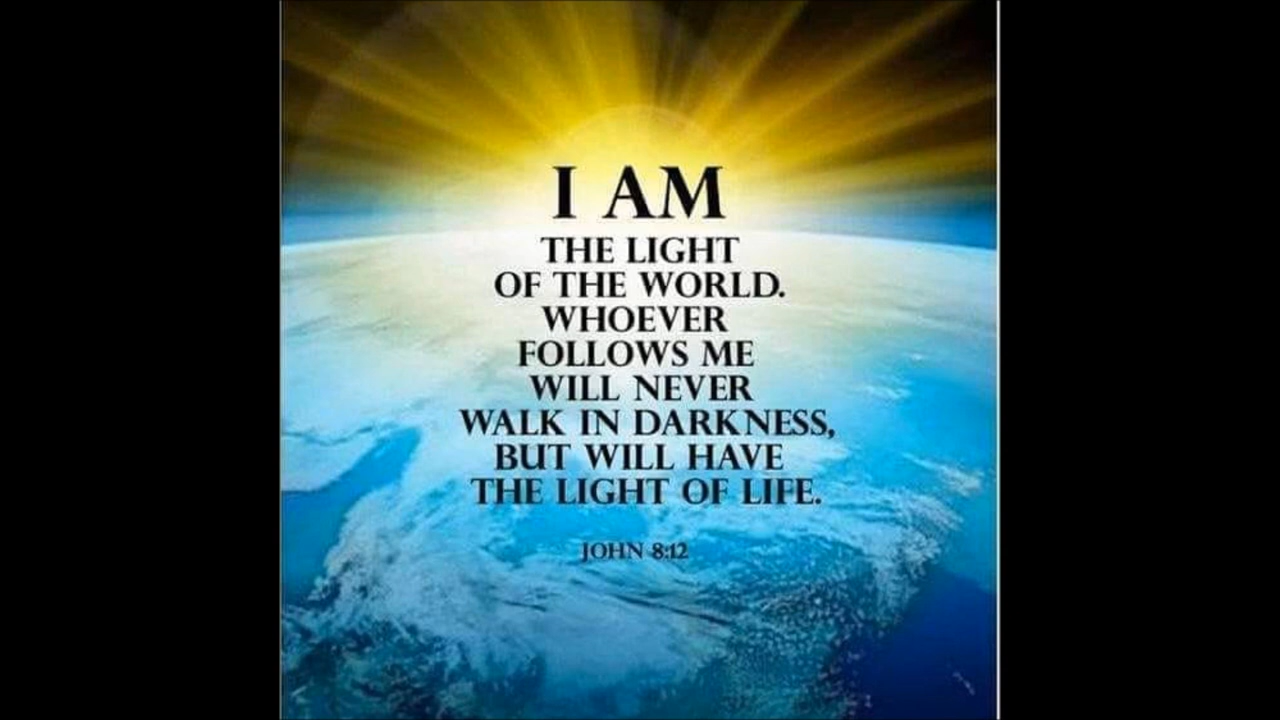 I AM
THE LIGHT
OF THE WORLD.
WHOEVER
FOLLOWS ME
WILL NEVER
WALK IN DARKNESS,
BUT WILL HAVE
THE LIGHT OF LIFE.
JOHN 8:12